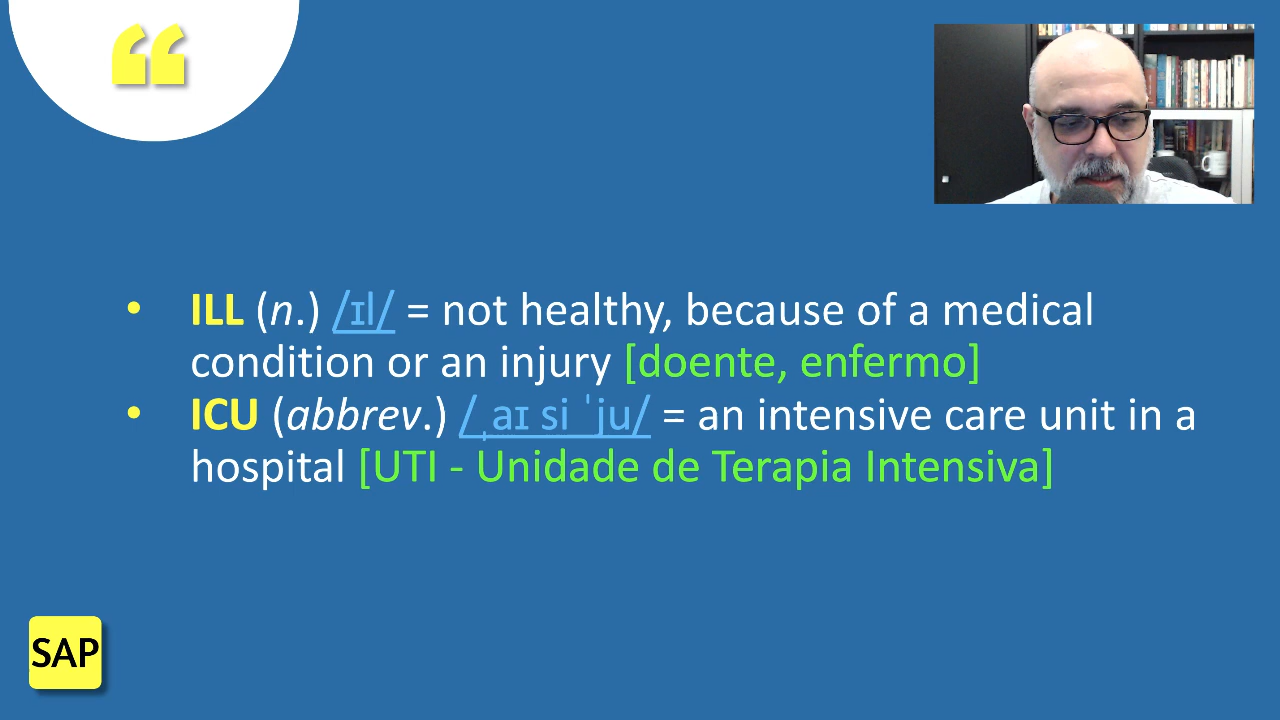 “
• ILL (n.) /ɪl/ = not healthy, because of a medical
condition or an injury [doente, enfermo]
• ICU (abbrev.) /ˌaɪ si ˈju/ = an intensive care unit in a
hospital [UTI - Unidade de Terapia Intensiva]
SAP